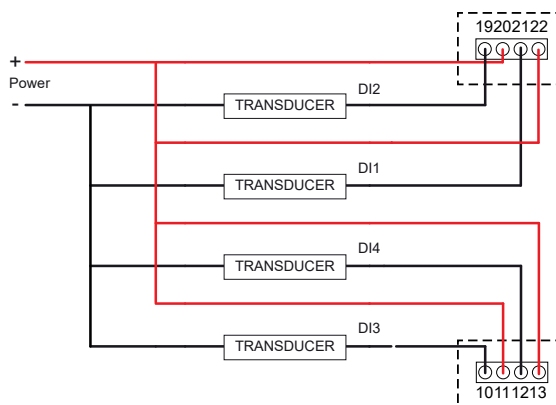 19202122
+
Power
-
DI2
TRANSDUCER
DI1
TRANSDUCER
DI4
TRANSDUCER
DI3
TRANSDUCER
10111213